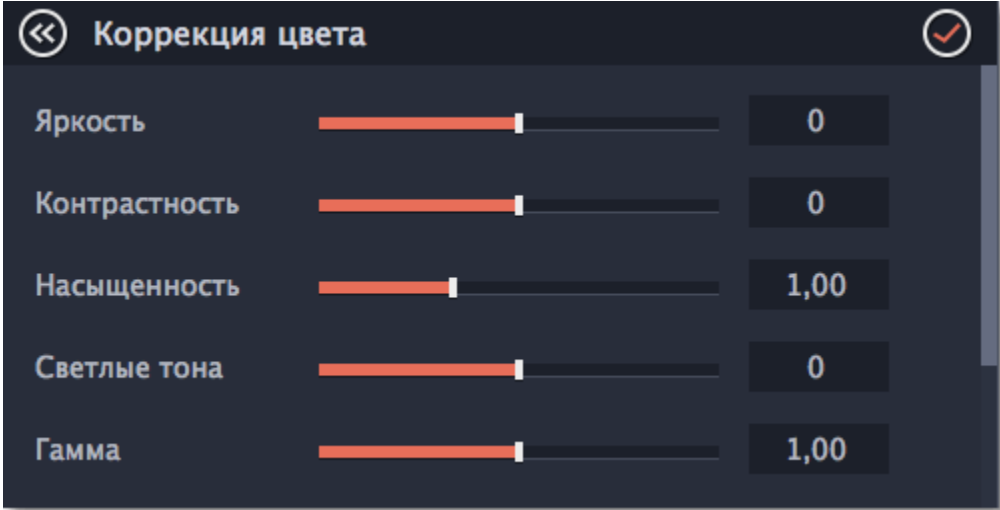 Коррекция цвета
Яркость 0
Контрастность 0
Насыщенность 1,00
Светлые тона 0
Гамма 1,00